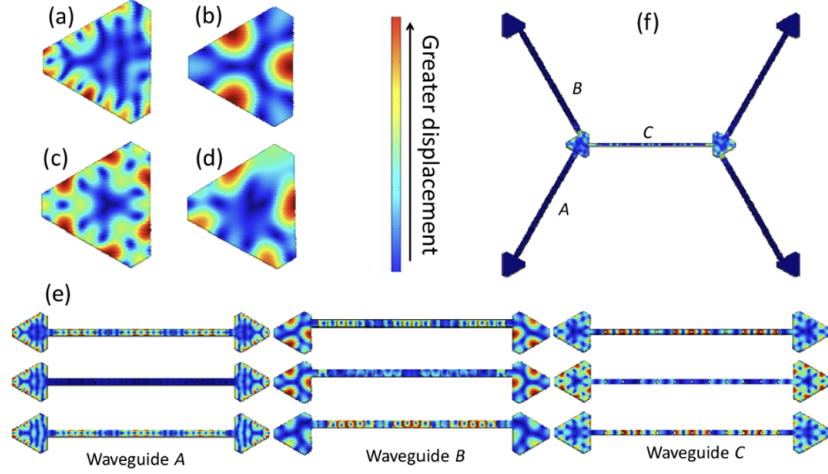 (a)
(b)
(c)
(d)
Greater displacement
(f)
B
C
A
(e)
Waveguide A
Waveguide B
Waveguide C